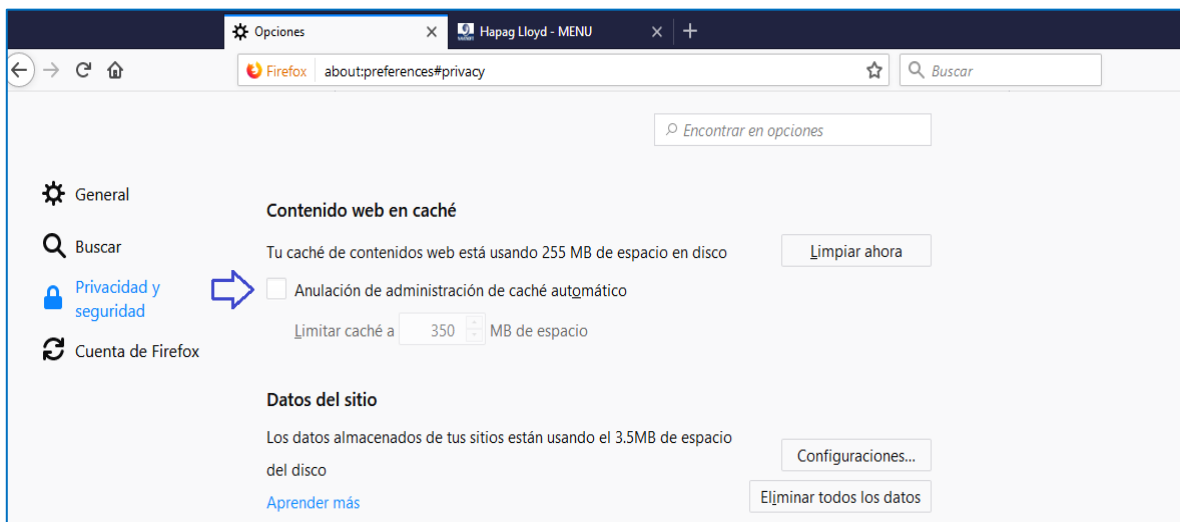 Opciones
Hapag Lloyd - MENU
Firefox about:preferences#privacy
Buscar
Encontrar en opciones
General
Buscar
Privacidad y
seguridad
Cuenta de Firefox
Contenido web en caché
Tu caché de contenidos web está usando 255 MB de espacio en disco
Limpiar ahora
Anulación de administración de caché automático
Limitar caché a 350 MB de espacio
Datos del sitio
Los datos almacenados de tus sitios están usando el 3.5MB de espacio
del disco
Configuraciones...
Aprender más
Eliminar todos los datos